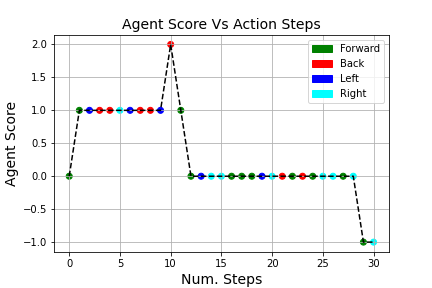 Agent Score Vs Action Steps
Agent Score
2.0
1.5
1.0
0.5
0.0
−0.5
−1.0
Forward
Back
Left
Right
0 5 10 15 20 25 30
Num. Steps